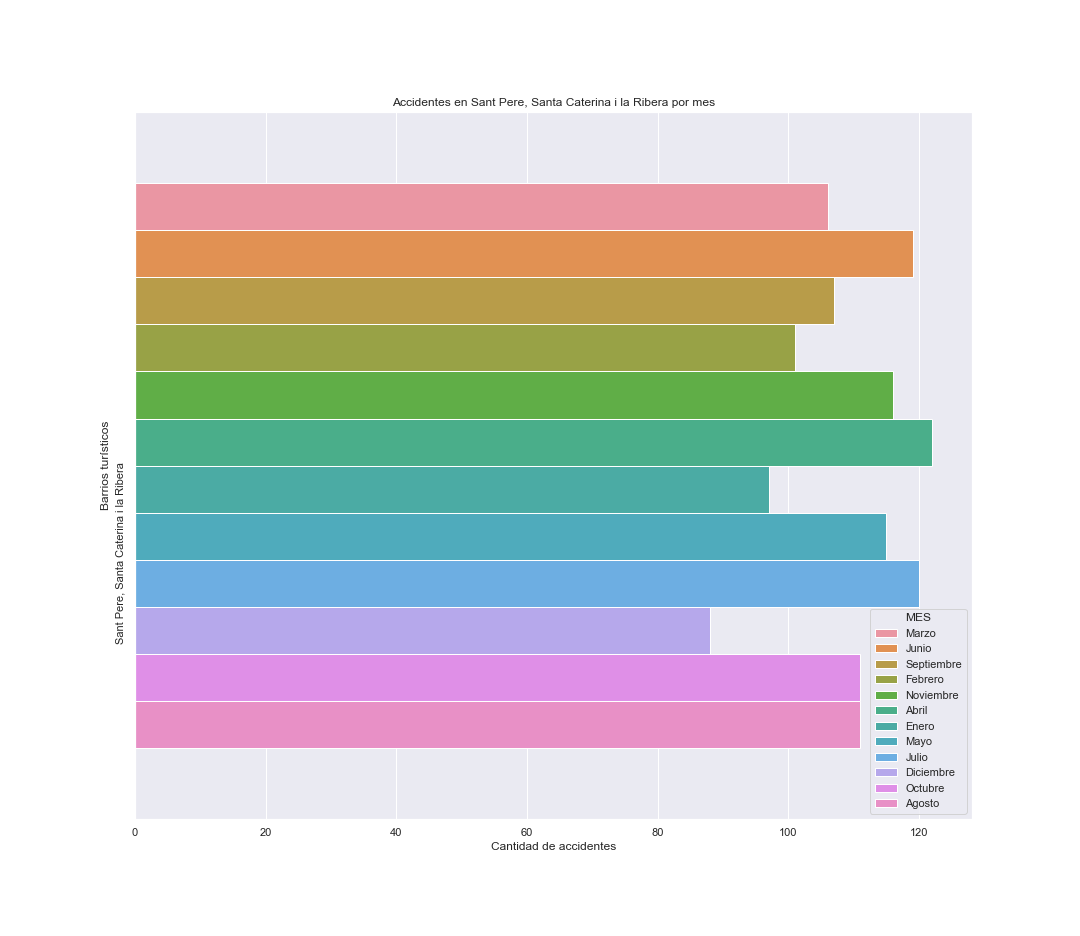 Accidentes en Sant Pere, Santa Caterina i la Ribera por mes
Barrios turísticos
Sant Pere, Santa Caterina i la Ribera
MES
Marzo
Junio
Septiembre
Febrero
Noviembre
Abril
Enero
Mayo
Julio
Diciembre
Octubre
Agosto
0 20 40 60 80 100 120
Cantidad de accidentes